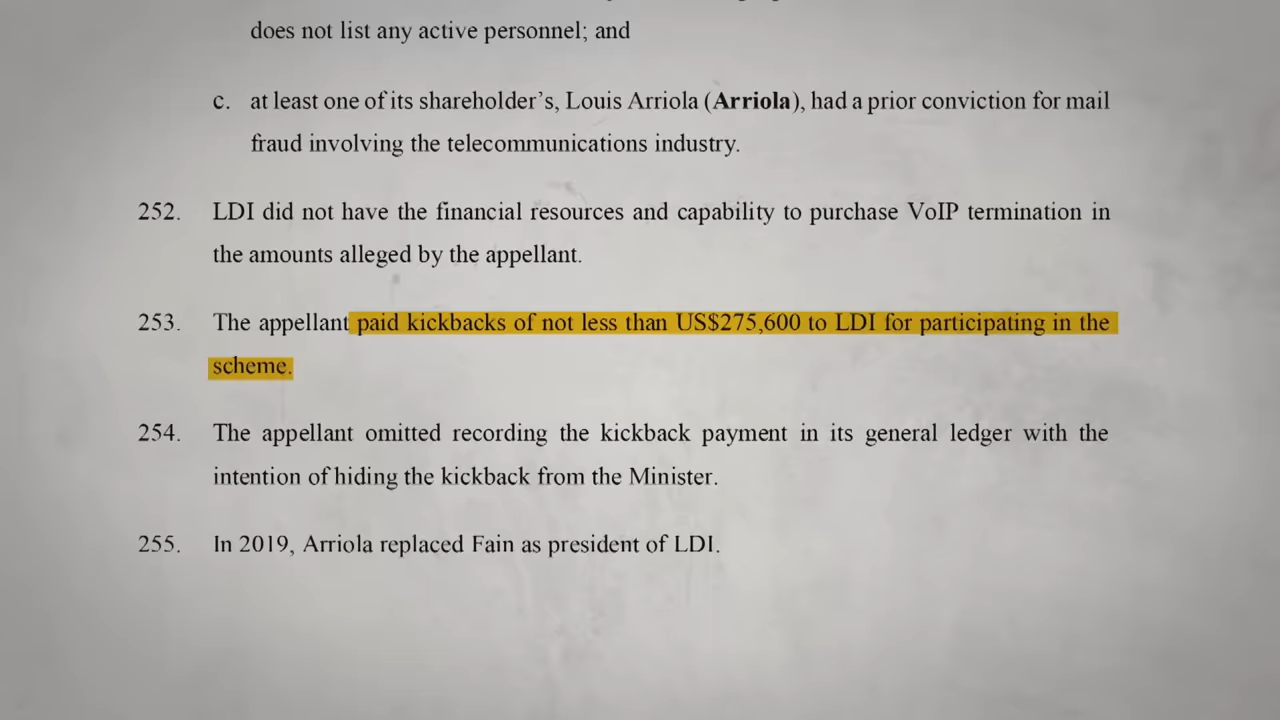 does not list any active personnel; and
c. at least one of its shareholder's, Louis Arriola (Arriola), had a prior conviction for mail
fraud involving the telecommunications industry.
252. LDI did not have the financial resources and capability to purchase VoIP termination in
the amounts alleged by the appellant.
253. The appellant paid kickbacks of not less than US$275,600 to LDI for participating in the
scheme.
254. The appellant omitted recording the kickback payment in its general ledger with the
intention of hiding the kickback from the Minister.
255. In 2019, Arriola replaced Fain as president of LDI.